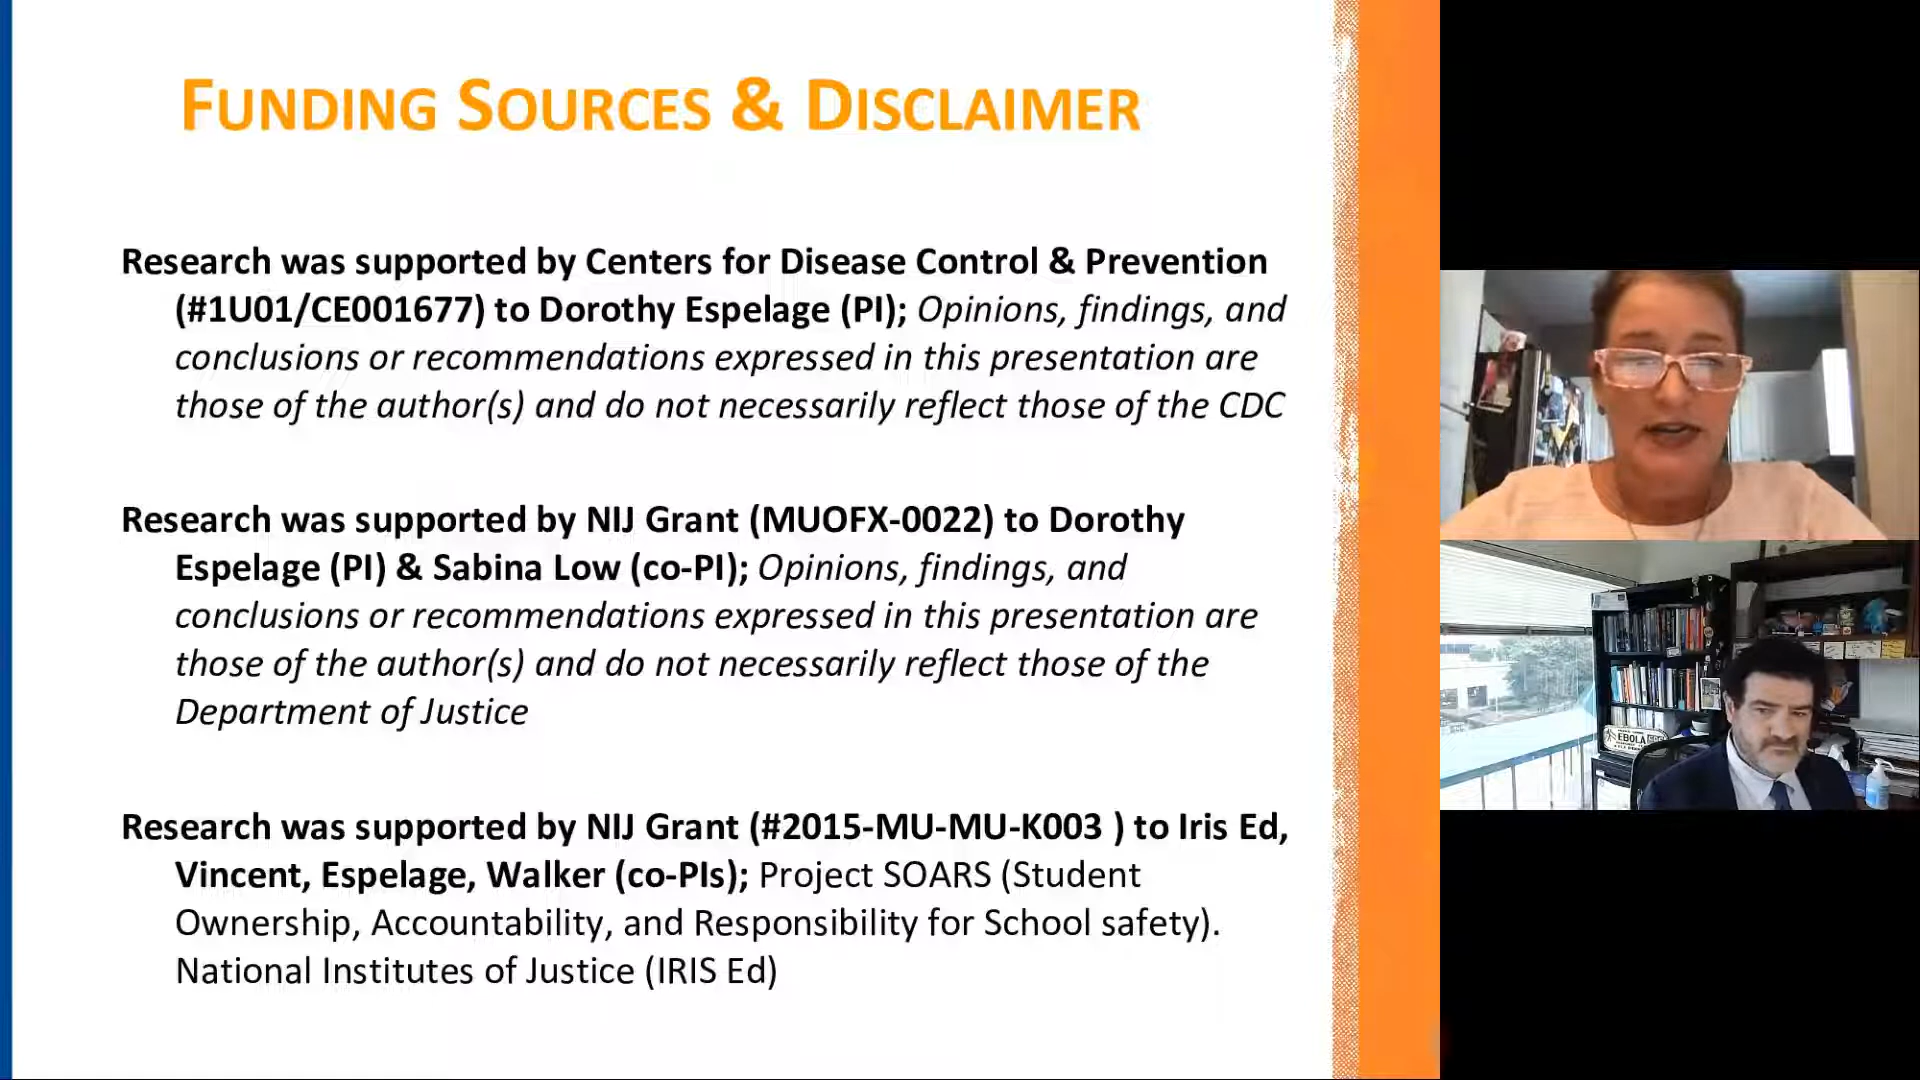 FUNDING SOURCES & DISCLAIMER
Research was supported by Centers for Disease Control & Prevention
(#1U01/CE001677) to Dorothy Espelage (PI); Opinions, findings, and
conclusions or recommendations expressed in this presentation are
those of the author(s) and do not necessarily reflect those of the CDC
Research was supported by NIJ Grant (MUOFX-0022) to Dorothy
Espelage (PI) & Sabina Low (co-PI); Opinions, findings, and
conclusions or recommendations expressed in this presentation are
those of the author(s) and do not necessarily reflect those of the
Department of Justice
Research was supported by NIJ Grant (#2015-MU-MU-K003 ) to Iris Ed,
Vincent, Espelage, Walker (co-PIs); Project SOARS (Student
Ownership, Accountability, and Responsibility for School safety).
National Institutes of Justice (IRIS Ed)
EBOLA